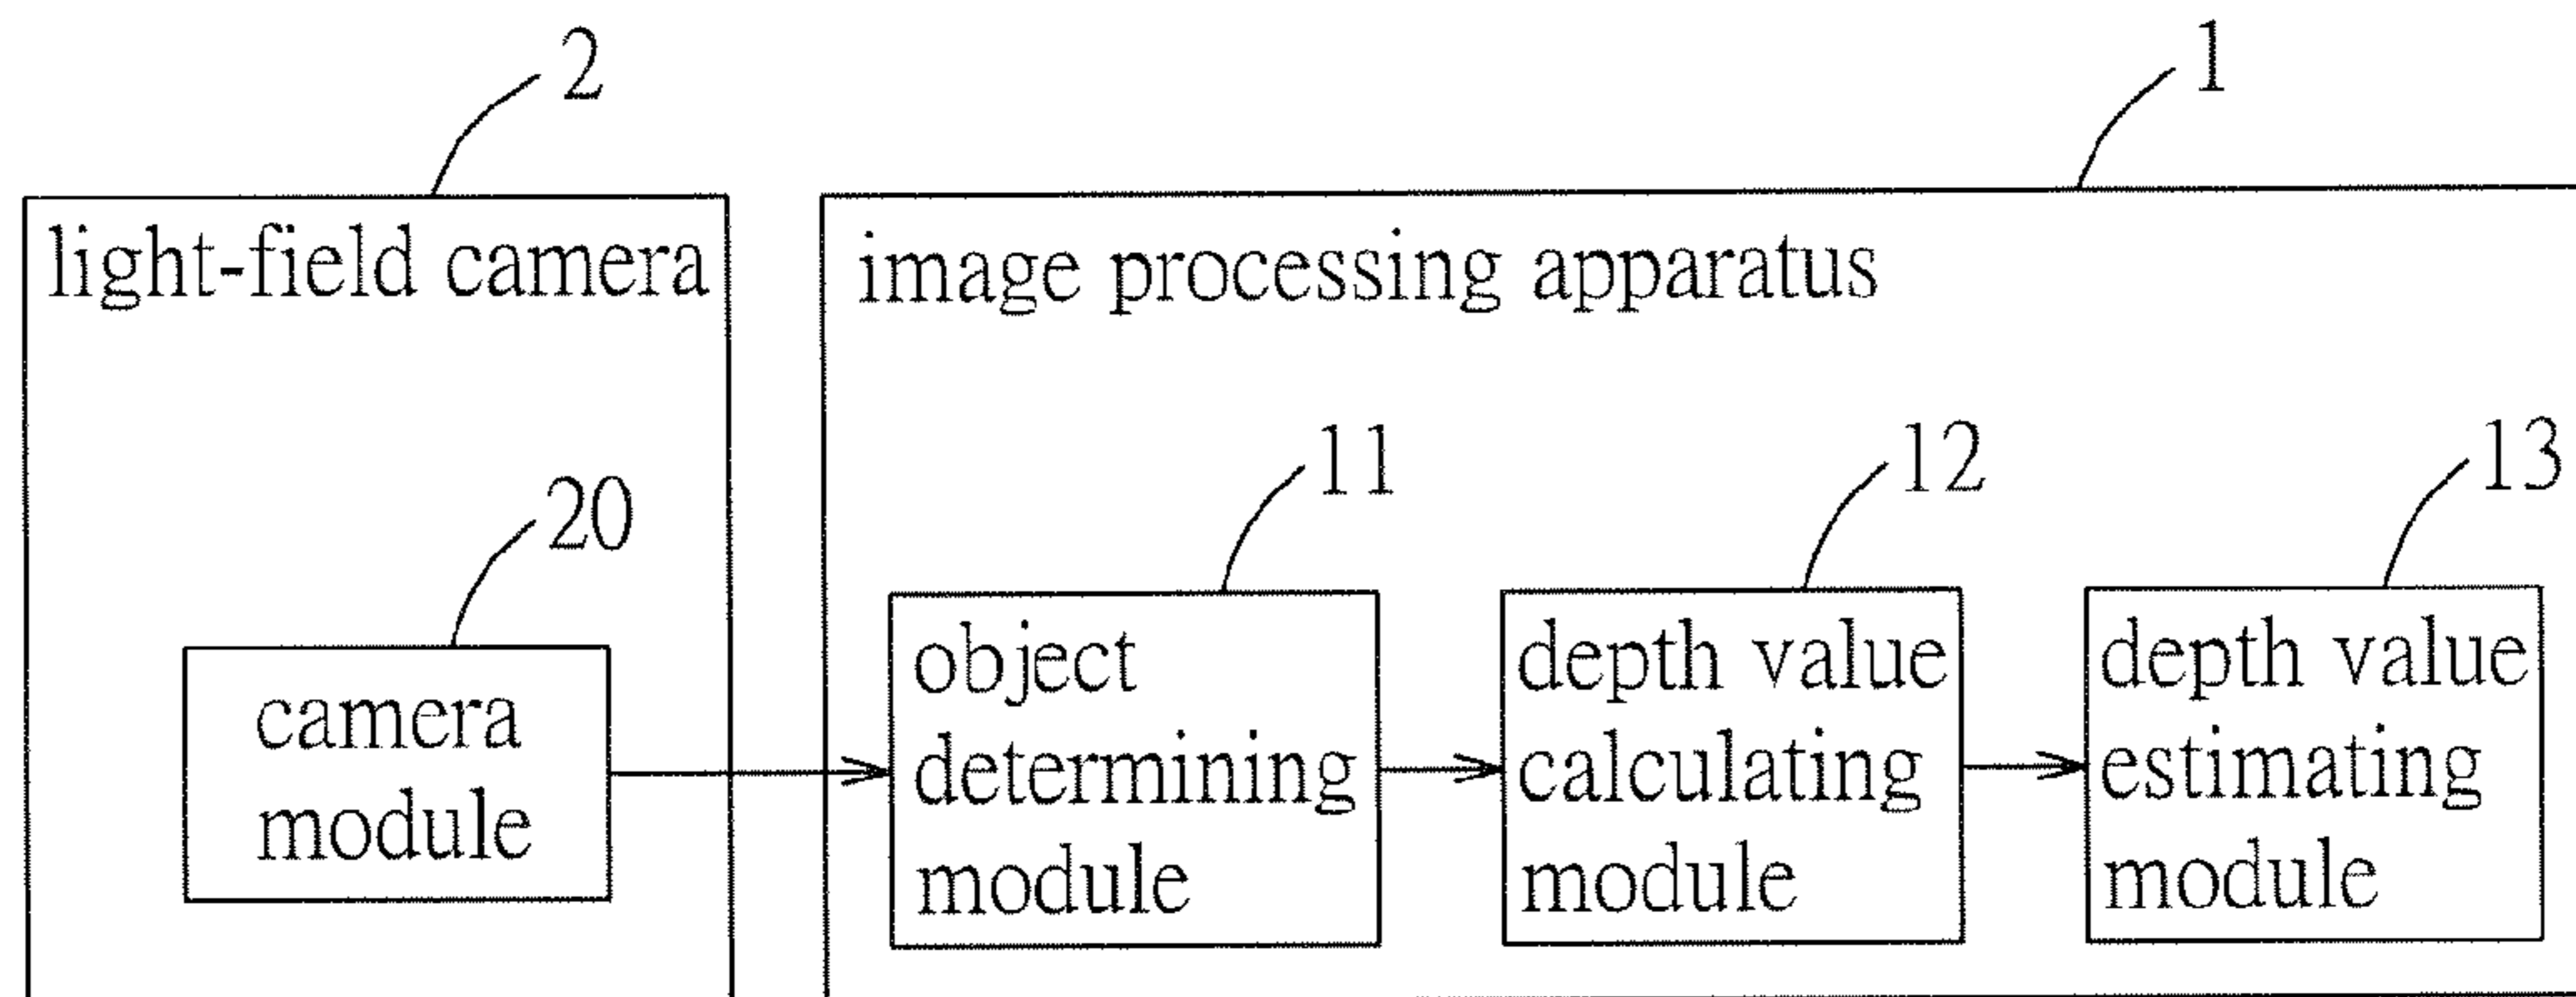 2
1
light-field camera
image processing apparatus
20
11
12
13
camera
module
object
determining
module
depth value
calculating
module
depth value
estimating
module